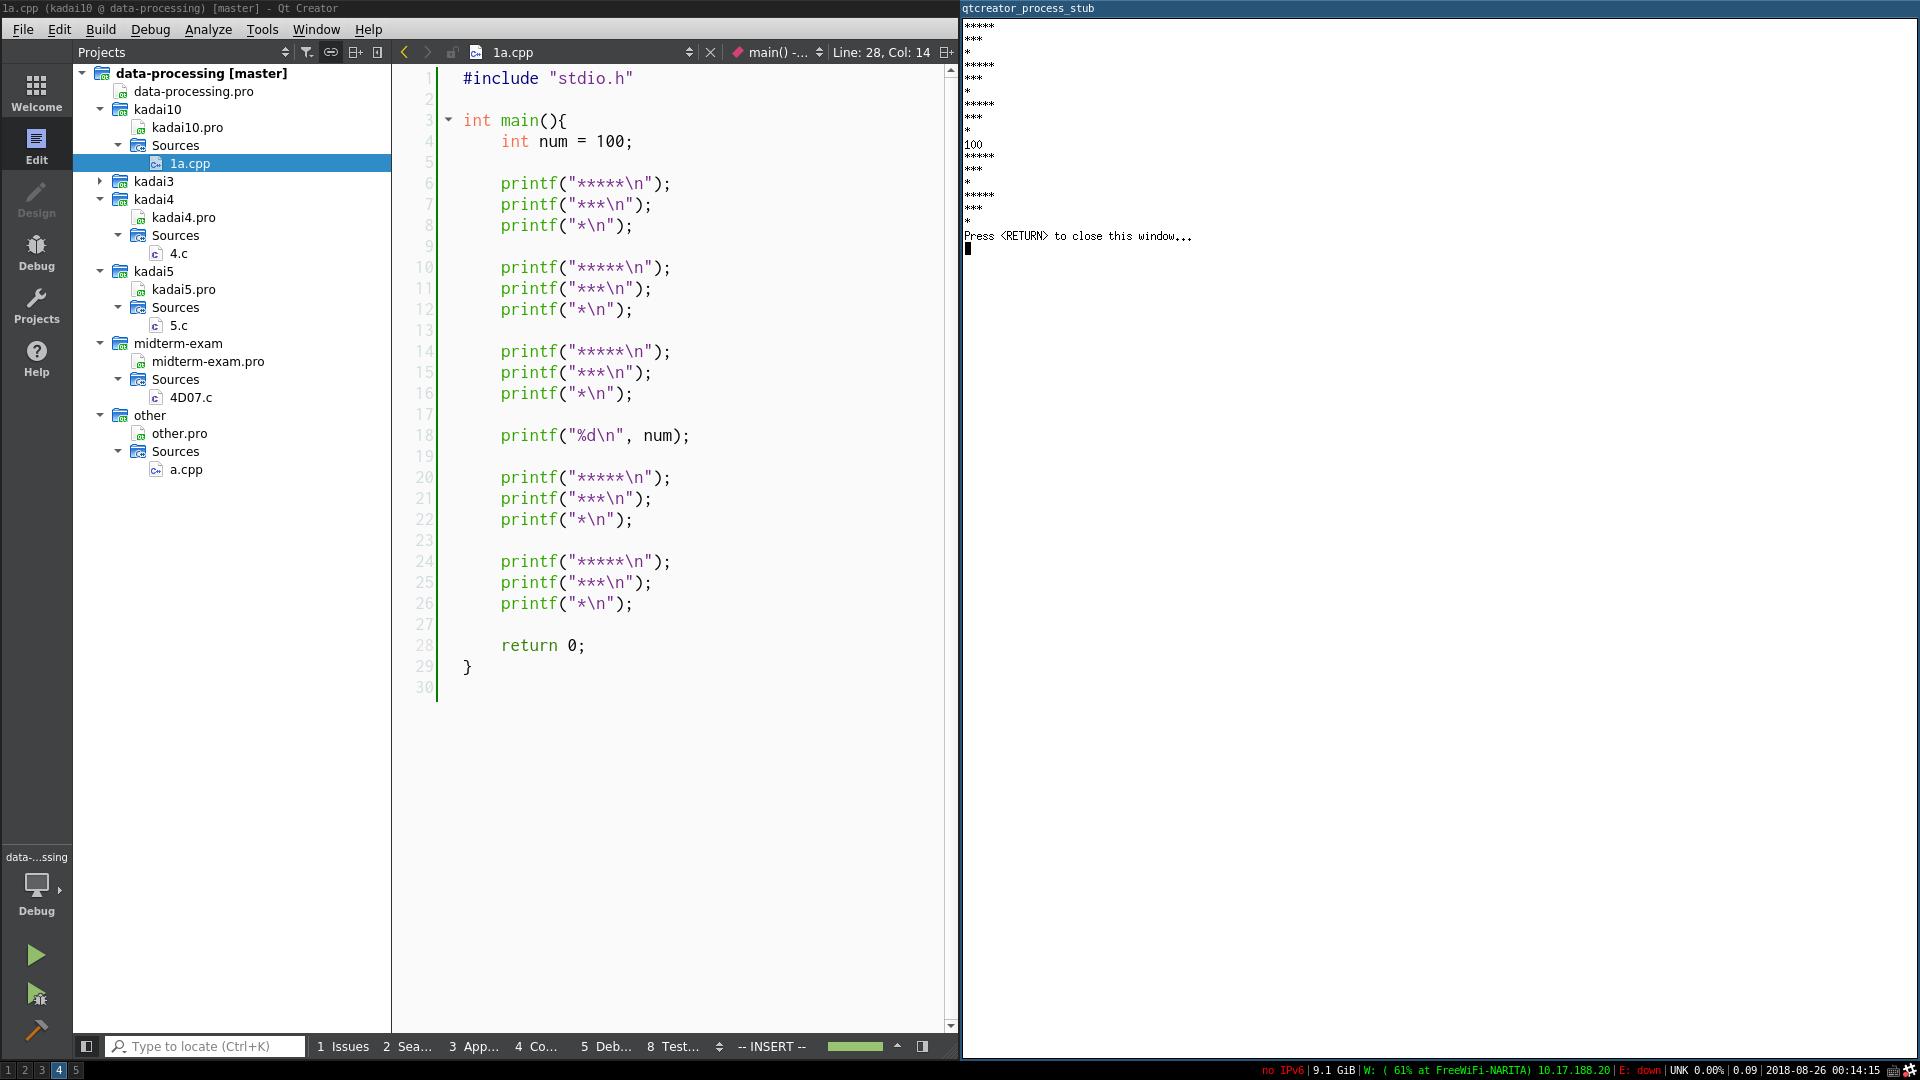 1a.cpp (kadai10 @ data-processing) [master] - Qt Creator
File Edit Build Debug Analyze Tools Window Help
Projects
1a.cpp
main() -...
Line: 28, Col: 14
Welcome
Edit
Design
Debug
Projects
Help
data-...ssing
Debug
data-processing [master]
data-processing.pro
kadai10
kadai10.pro
Sources
1a.cpp
kadai3
kadai4
kadai4.pro
Sources
4.c
kadai5
kadai5.pro
Sources
5.c
midterm-exam
midterm-exam.pro
Sources
4D07.c
other
other.pro
Sources
a.cpp
1 #include "stdio.h"
2
3 int main(){
4     int num = 100;
5
6     printf("*****\n");
7     printf("***\n");
8     printf("*\n");
9
10     printf("*****\n");
11     printf("***\n");
12     printf("*\n");
13
14     printf("*****\n");
15     printf("***\n");
16     printf("*\n");
17
18     printf("%d\n", num);
19
20     printf("*****\n");
21     printf("***\n");
22     printf("*\n");
23
24     printf("*****\n");
25     printf("***\n");
26     printf("*\n");
27
28     return 0;
29 }
30
Type to locate (Ctrl+K)
1 Issues 2 Sea... 3 App... 4 Co... 5 Deb... 8 Test... -- INSERT --
qtcreator_process_stub
*****
***
*
*****
***
*
*****
***
*
100
*****
***
*
*****
***
*
Press <RETURN> to close this window...
1 2 3 4 5
no IPv6 | 9.1 GiB | W: ( 61% at FreeWiFi-NARITA) 10.17.188.20 | E: down | UNK 0.00% | 0.09 | 2018-08-26 00:14:15